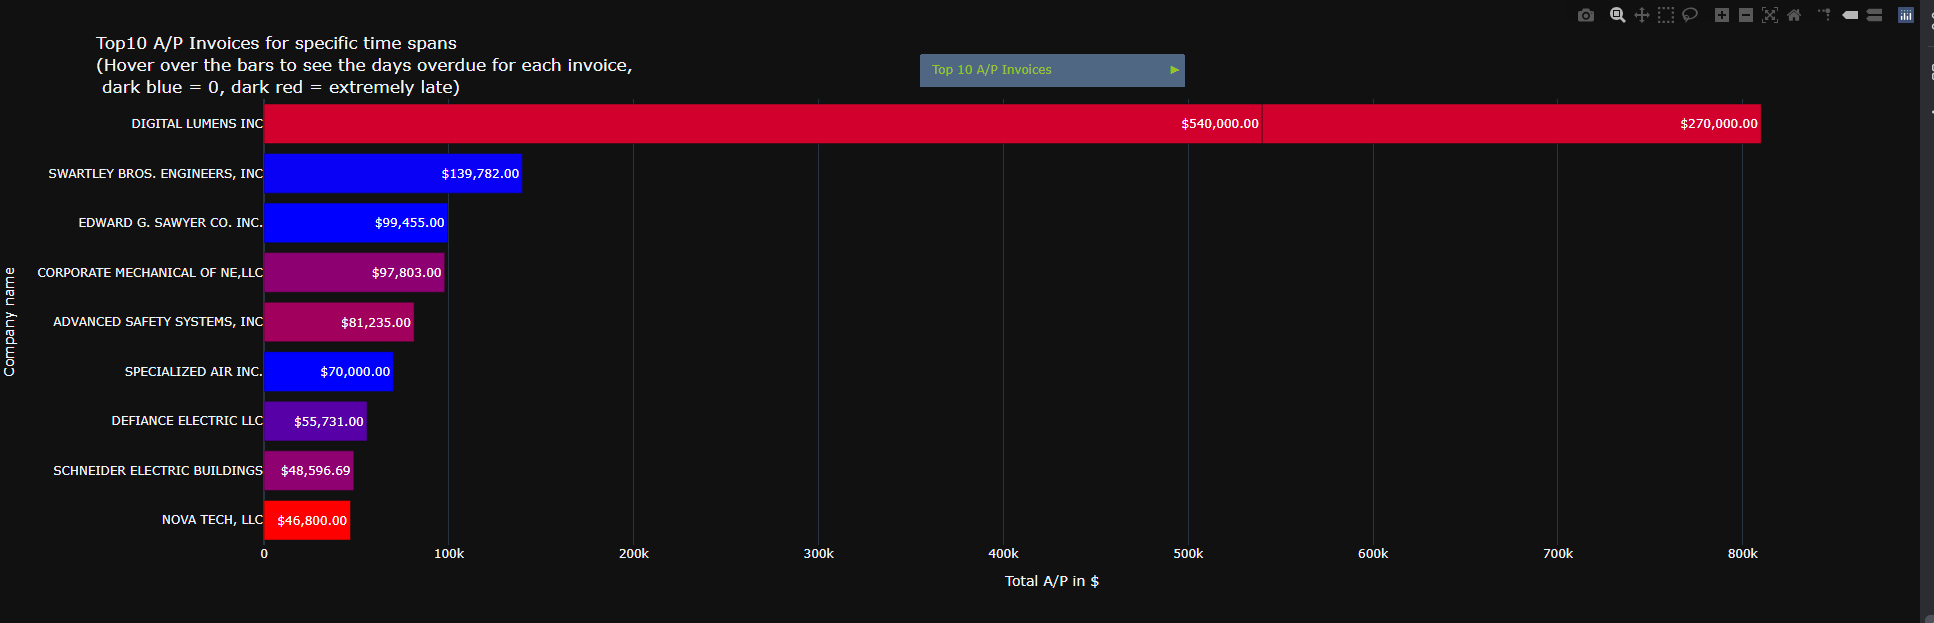 Top10 A/P Invoices for specific time spans
(Hover over the bars to see the days overdue for each invoice,
dark blue = 0, dark red = extremely late)
Top 10 A/P Invoices
Company name
DIGITAL LUMENS INC $540,000.00 $270,000.00
SWARTLEY BROS. ENGINEERS, INC $139,782.00
EDWARD G. SAWYER CO. INC. $99,455.00
CORPORATE MECHANICAL OF NE,LLC $97,803.00
ADVANCED SAFETY SYSTEMS, INC $81,235.00
SPECIALIZED AIR INC. $70,000.00
DEFIANCE ELECTRIC LLC $55,731.00
SCHNEIDER ELECTRIC BUILDINGS $48,596.69
NOVA TECH, LLC $46,800.00
0 100k 200k 300k 400k 500k 600k 700k 800k
Total A/P in $